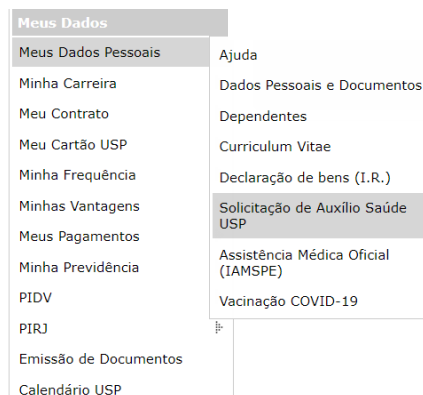 Meus Dados
Meus Dados Pessoais
Minha Carreira
Meu Contrato
Meu Cartão USP
Minha Frequência
Minhas Vantagens
Meus Pagamentos
Minha Previdência
PIDV
PIRJ
Emissão de Documentos
Calendário USP
Ajuda
Dados Pessoais e Documentos
Dependentes
Curriculum Vitae
Declaração de bens (I.R.)
Solicitação de Auxílio Saúde
USP
Assistência Médica Oficial
(IAMSPE)
Vacinação COVID-19